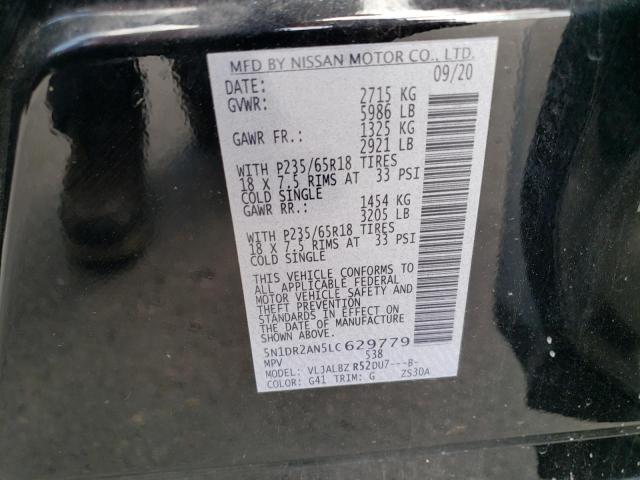 MFD BY NISSAN MOTOR CO., LTD.
DATE: 09/20
GVWR: 2715 KG
5986 LB
GAWR FR.: 1325 KG
2921 LB
WITH P235/65R18 TIRES
18 X 7.5 RIMS AT 33 PSI
COLD SINGLE
GAWR RR.: 1454 KG
3205 LB
WITH P235/65R18 TIRES
18 X 7.5 RIMS AT 33 PSI
COLD SINGLE
THIS VEHICLE CONFORMS TO
ALL APPLICABLE FEDERAL
MOTOR VEHICLE SAFETY AND
THEFT PREVENTION
STANDARDS IN EFFECT ON
THE DATE OF MANUFACTURE
SHOWN ABOVE.
5N1DR2AN5LC629779
MPV S38
MODEL: VLJALBZ R52DU7---B-
COLOR: G41 TRIM: G ZS30A